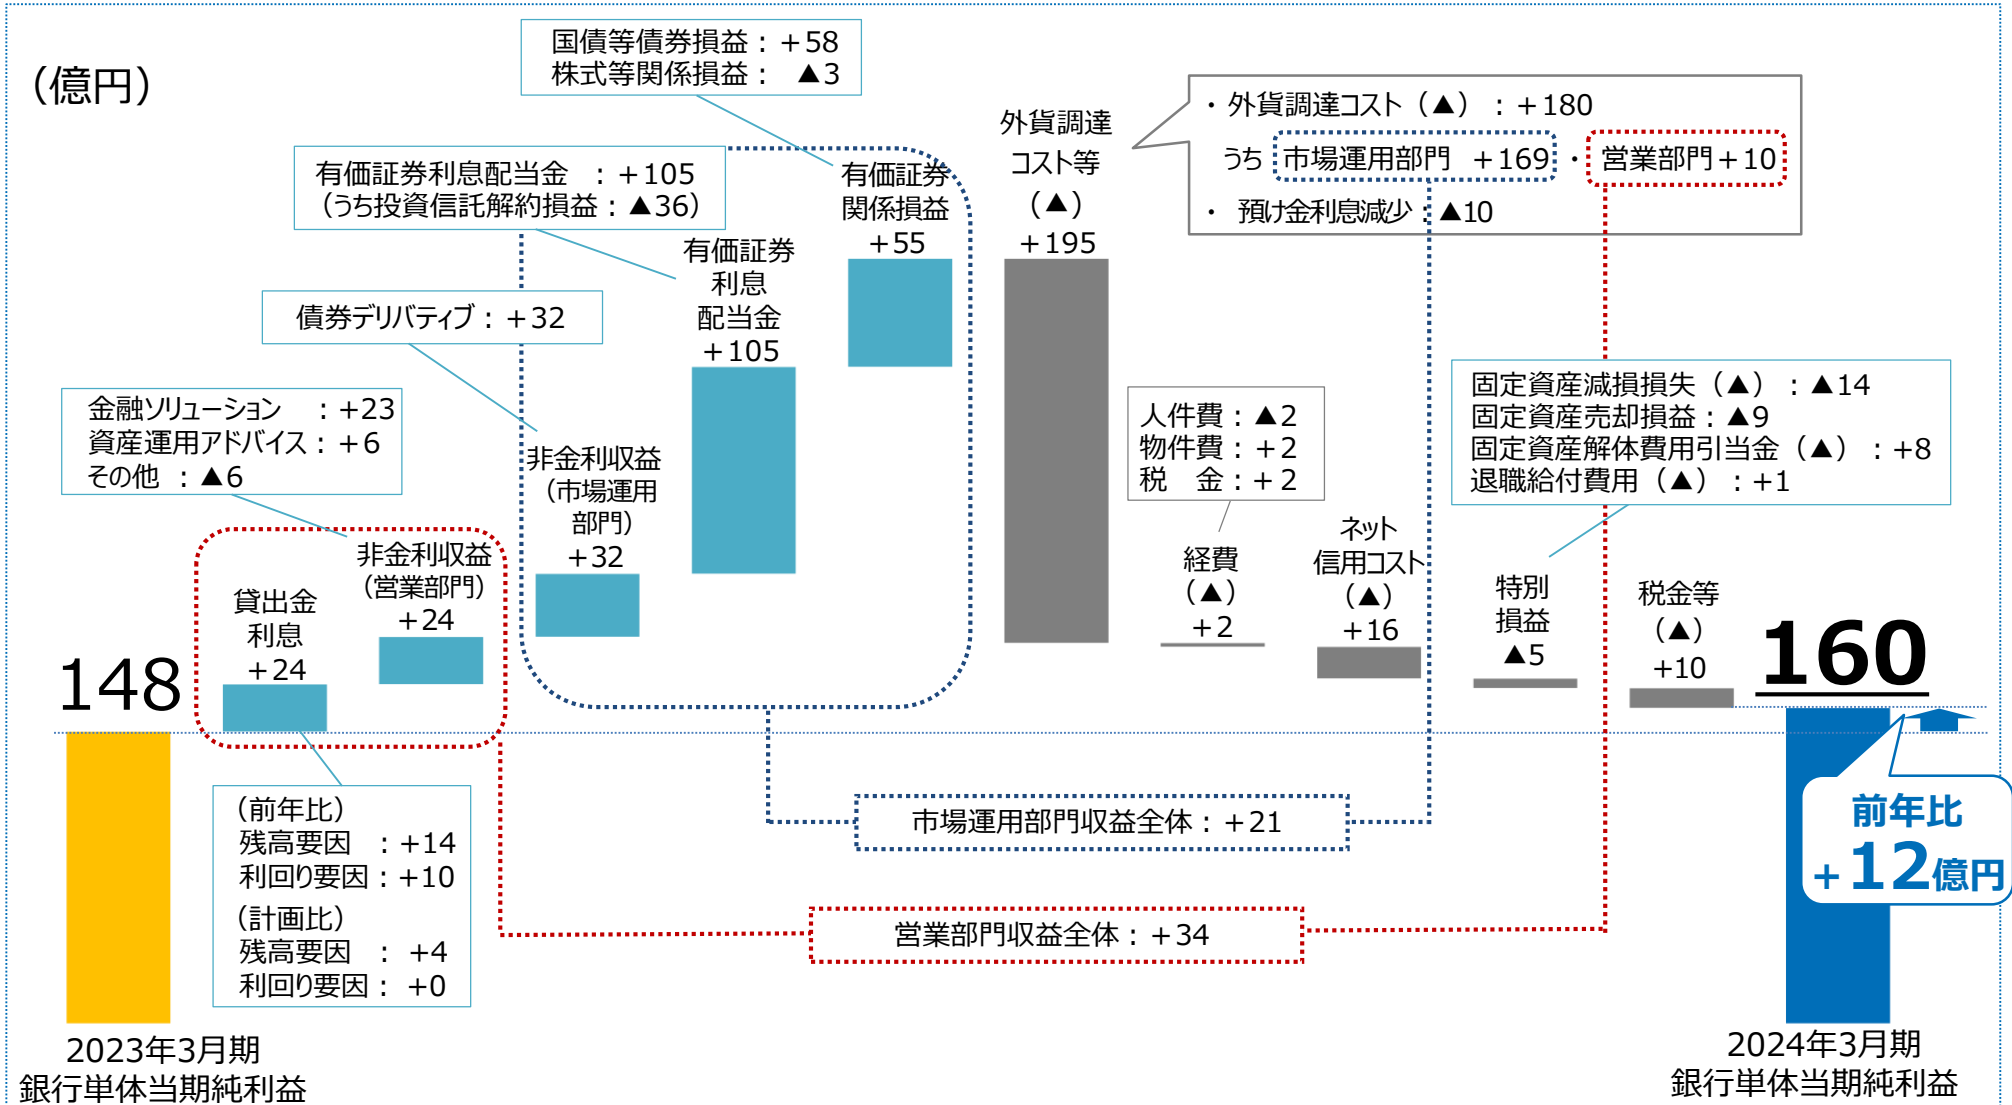 （億円）
国債等債券損益：+58
株式等関係損益： ▲3
有価証券利息配当金 ：+105
（うち投資信託解約損益：▲36）
債券デリバティブ：+32
金融ソリューション ：+23
資産運用アドバイス：+6
その他 ：▲6
148
貸出金
利息
+24
非金利収益
（営業部門）
+24
非金利収益
（市場運用
部門）
+32
有価証券
利息
配当金
+105
有価証券
関係損益
+55
外貨調達
コスト等
（▲）
+195
・ 外貨調達コスト（▲）：+180
うち 市場運用部門 +169 ・ 営業部門+10
・ 預け金利息減少：▲10
人件費：▲2
物件費：+2
税 金：+2
経費
（▲）
+2
ネット
信用コスト
（▲）
+16
固定資産減損損失（▲）：▲14
固定資産売却損益：▲9
固定資産解体費用引当金（▲）：+8
退職給付費用（▲）：+1
特別
損益
▲5
税金等
（▲）
+10
160
前年比
+12億円
（前年比）
残高要因 ：+14
利回り要因：+10
（計画比）
残高要因 ： +4
利回り要因： +0
市場運用部門収益全体：+21
営業部門収益全体：+34
2023年3月期
銀行単体当期純利益
2024年3月期
銀行単体当期純利益